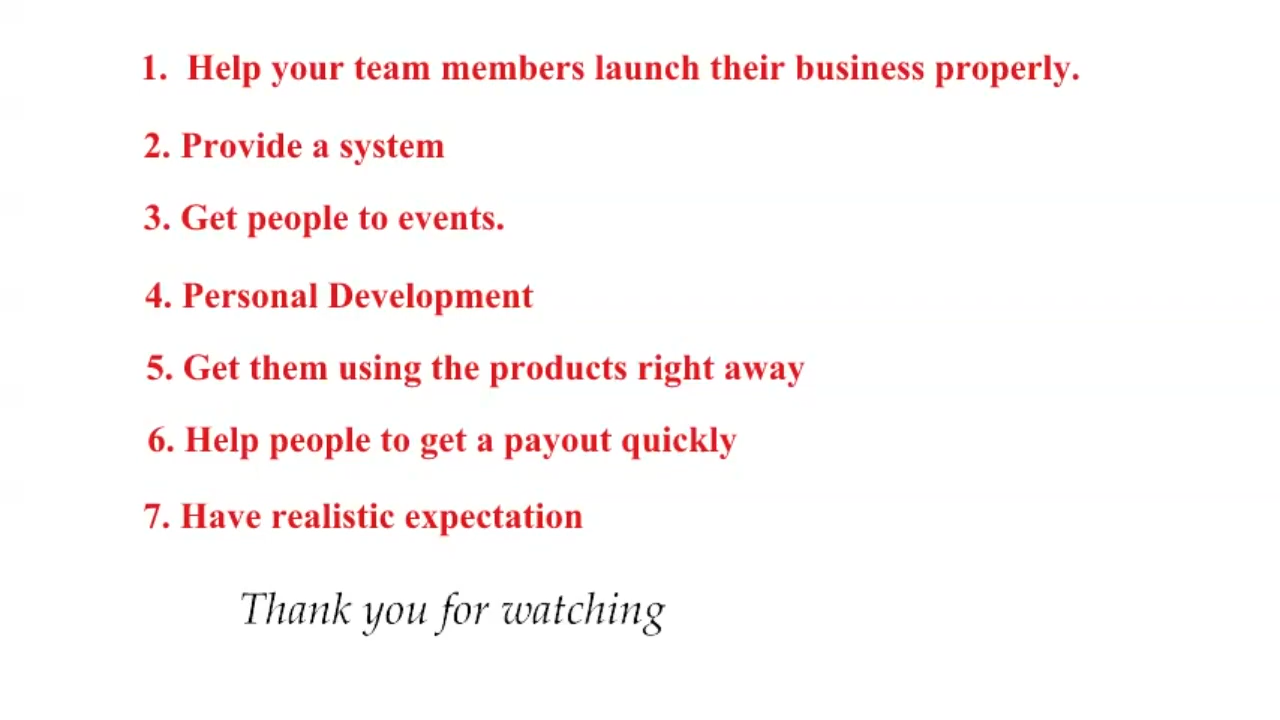 1. Help your team members launch their business properly.
2. Provide a system
3. Get people to events.
4. Personal Development
5. Get them using the products right away
6. Help people to get a payout quickly
7. Have realistic expectation
Thank you for watching